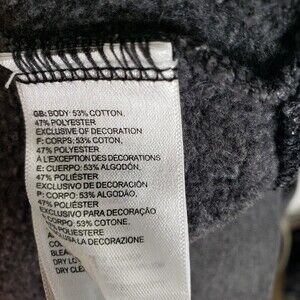 GB: BODY: 53% COTTON,
47% POLYESTER
EXCLUSIVE OF DECORATION
F: CORPS: 53% COTON,
47% POLYESTER
À L'EXCEPTION DES DÉCORATIONS
E: CUERPO: 53% ALGODÓN,
47% POLIÉSTER
EXCLUSIVO DE DECORACIÓN
P: CORPO: 53% ALGODÃO,
47% POLIÉSTER
EXCLUSIVO PARA DECORAÇÃO
CORPO: 53% COTONE,
POLIESTERE
LA DECORAZIONE
DRY